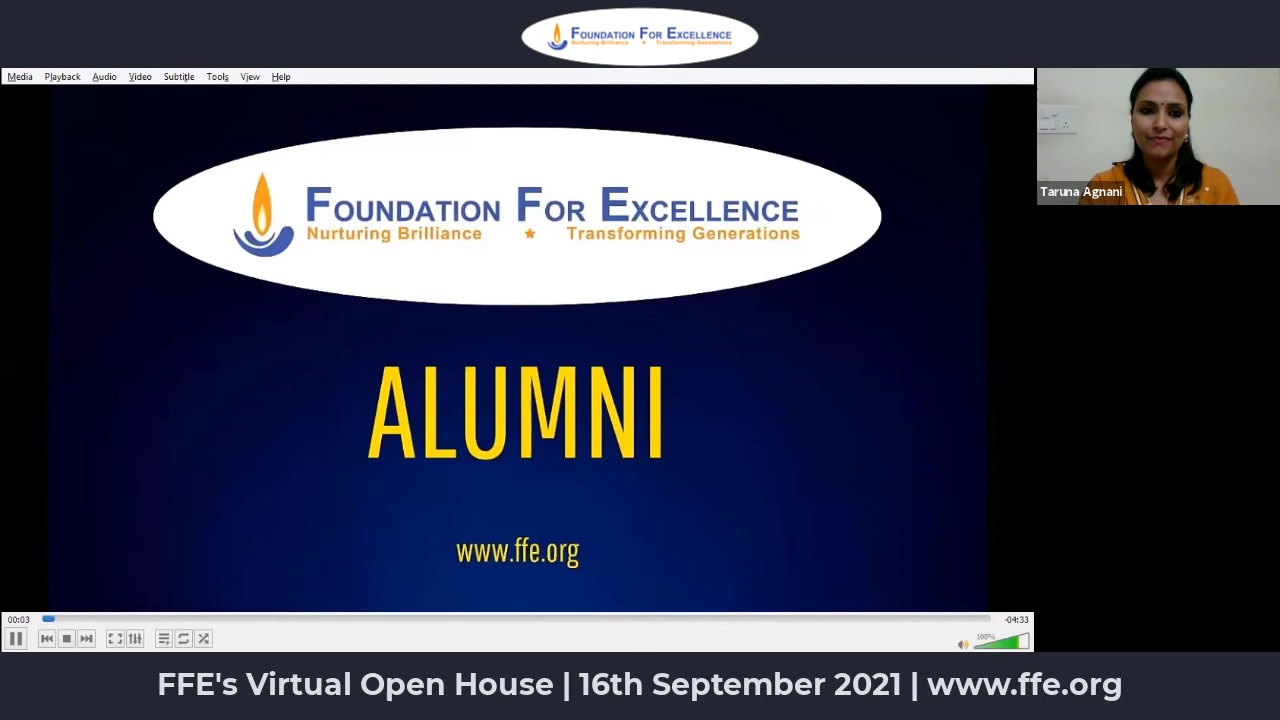 FOUNDATION FOR EXCELLENCE
Nurturing Brilliance ★ Transforming Generations
Media Playback Audio Video Subtitle Tools View Help
FOUNDATION FOR EXCELLENCE
Nurturing Brilliance ★ Transforming Generations
Taruna Agnani
ALUMNI
www.ffe.org
00:03 -04:33
100%
FFE's Virtual Open House | 16th September 2021 | www.ffe.org